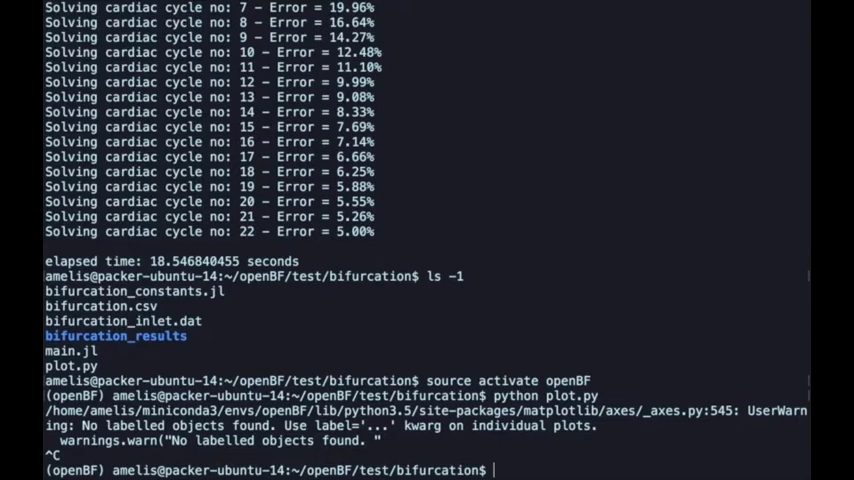 Solving cardiac cycle no: 7 - Error = 19.96%
Solving cardiac cycle no: 8 - Error = 16.64%
Solving cardiac cycle no: 9 - Error = 14.27%
Solving cardiac cycle no: 10 - Error = 12.48%
Solving cardiac cycle no: 11 - Error = 11.10%
Solving cardiac cycle no: 12 - Error = 9.99%
Solving cardiac cycle no: 13 - Error = 9.08%
Solving cardiac cycle no: 14 - Error = 8.33%
Solving cardiac cycle no: 15 - Error = 7.69%
Solving cardiac cycle no: 16 - Error = 7.14%
Solving cardiac cycle no: 17 - Error = 6.66%
Solving cardiac cycle no: 18 - Error = 6.25%
Solving cardiac cycle no: 19 - Error = 5.88%
Solving cardiac cycle no: 20 - Error = 5.55%
Solving cardiac cycle no: 21 - Error = 5.26%
Solving cardiac cycle no: 22 - Error = 5.00%
elapsed time: 18.546840455 seconds
amelis@packer-ubuntu-14:~/openBF/test/bifurcation$ ls -1
bifurcation_constants.jl
bifurcation.csv
bifurcation_inlet.dat
bifurcation_results
main.jl
plot.py
amelis@packer-ubuntu-14:~/openBF/test/bifurcation$ source activate openBF
(openBF) amelis@packer-ubuntu-14:~/openBF/test/bifurcation$ python plot.py
/home/amelis/miniconda3/envs/openBF/lib/python3.5/site-packages/matplotlib/axes/_axes.py:545: UserWarn
ing: No labelled objects found. Use label='...' kwarg on individual plots.
  warnings.warn("No labelled objects found. "
^C
(openBF) amelis@packer-ubuntu-14:~/openBF/test/bifurcation$